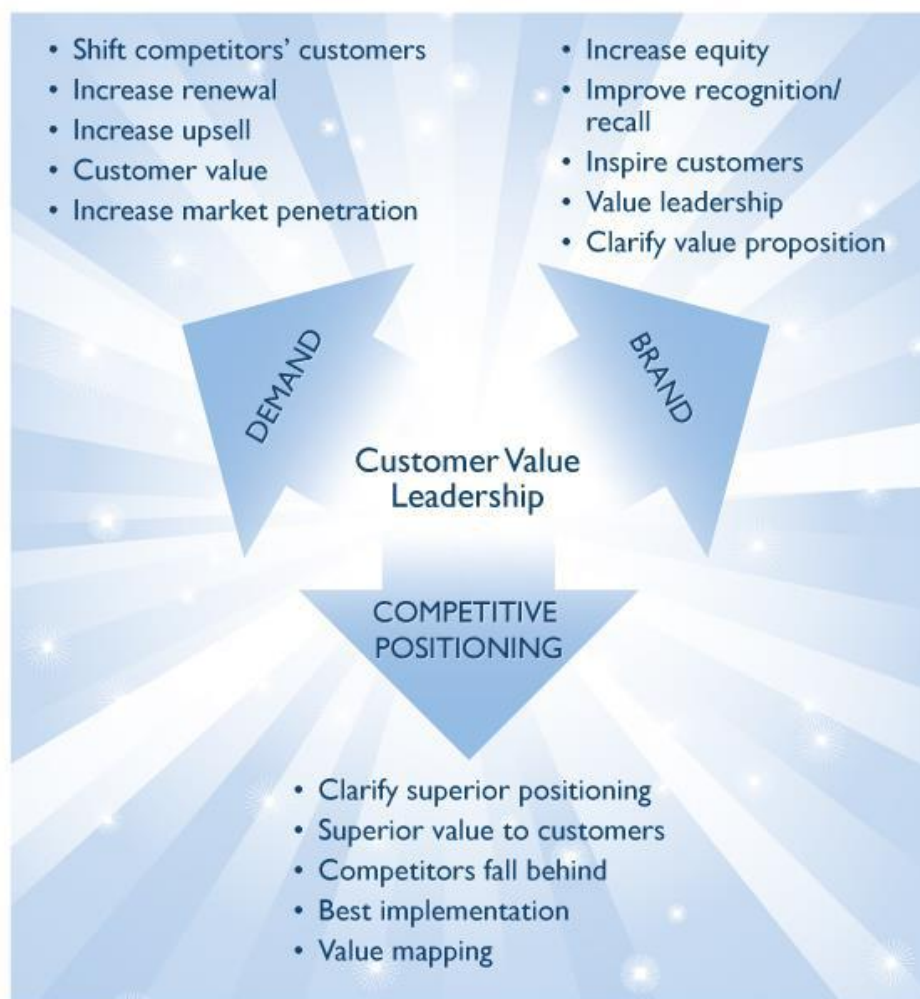 • Shift competitors' customers
• Increase renewal
• Increase upsell
• Customer value
• Increase market penetration
• Increase equity
• Improve recognition/
recall
• Inspire customers
• Value leadership
• Clarify value proposition
DEMAND
BRAND
Customer Value
Leadership
COMPETITIVE
POSITIONING
• Clarify superior positioning
• Superior value to customers
• Competitors fall behind
• Best implementation
• Value mapping